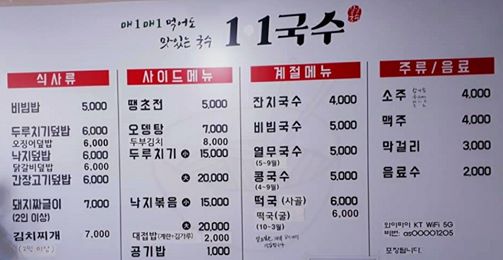 매1매1 먹어도
맛있는 국수
1·1국수
식사류
비빔밥 5,000
두루치기덮밥 6,000
오징어덮밥 6,000
낙지덮밥 6,000
닭갈비덮밥 6,000
간장고기덮밥 6,000
돼지짜글이 7,000
(2인 이상)
김치찌개 7,000
(2인 이상)
사이드메뉴
땡초전 5,000
오뎅탕 7,000
두부김치 8,000
두루치기 小 15,000
大 20,000
낙지볶음 小 15,000
大 20,000
대접밥(계란+김가루) 2,000
공기밥 1,000
계절메뉴
잔치국수 4,000
비빔국수 5,000
열무국수 5,000
(5~9월)
콩국수 5,000
(4~9월)
떡국 (사골) 6,000
떡국(굴) 6,000
(10~3월)
주류/음료
소주 4,000
맥주 4,000
막걸리 3,000
음료수 2,000
와이파이 KT WiFi 5G
비번: as00001205
포장됩니다.